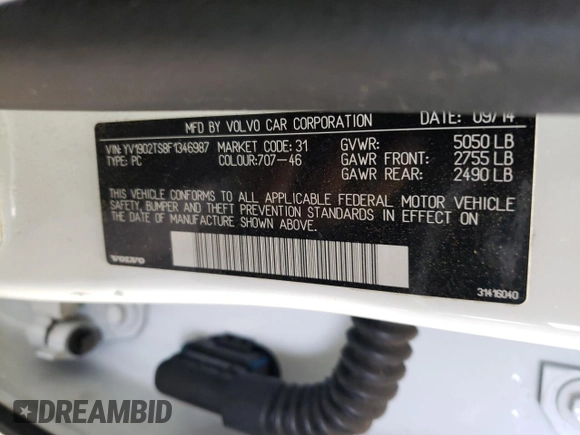 MFD BY VOLVO CAR CORPORATION DATE: 09/14
VIN: YV1902TS8F1346987 MARKET CODE: 31 GVWR: 5050 LB
TYPE: PC COLOUR: 707-46 GAWR FRONT: 2755 LB
GAWR REAR: 2490 LB
THIS VEHICLE CONFORMS TO ALL APPLICABLE FEDERAL MOTOR VEHICLE
SAFETY, BUMPER AND THEFT PREVENTION STANDARDS IN EFFECT ON
THE DATE OF MANUFACTURE SHOWN ABOVE.
VOLVO 31416040
DREAMBID